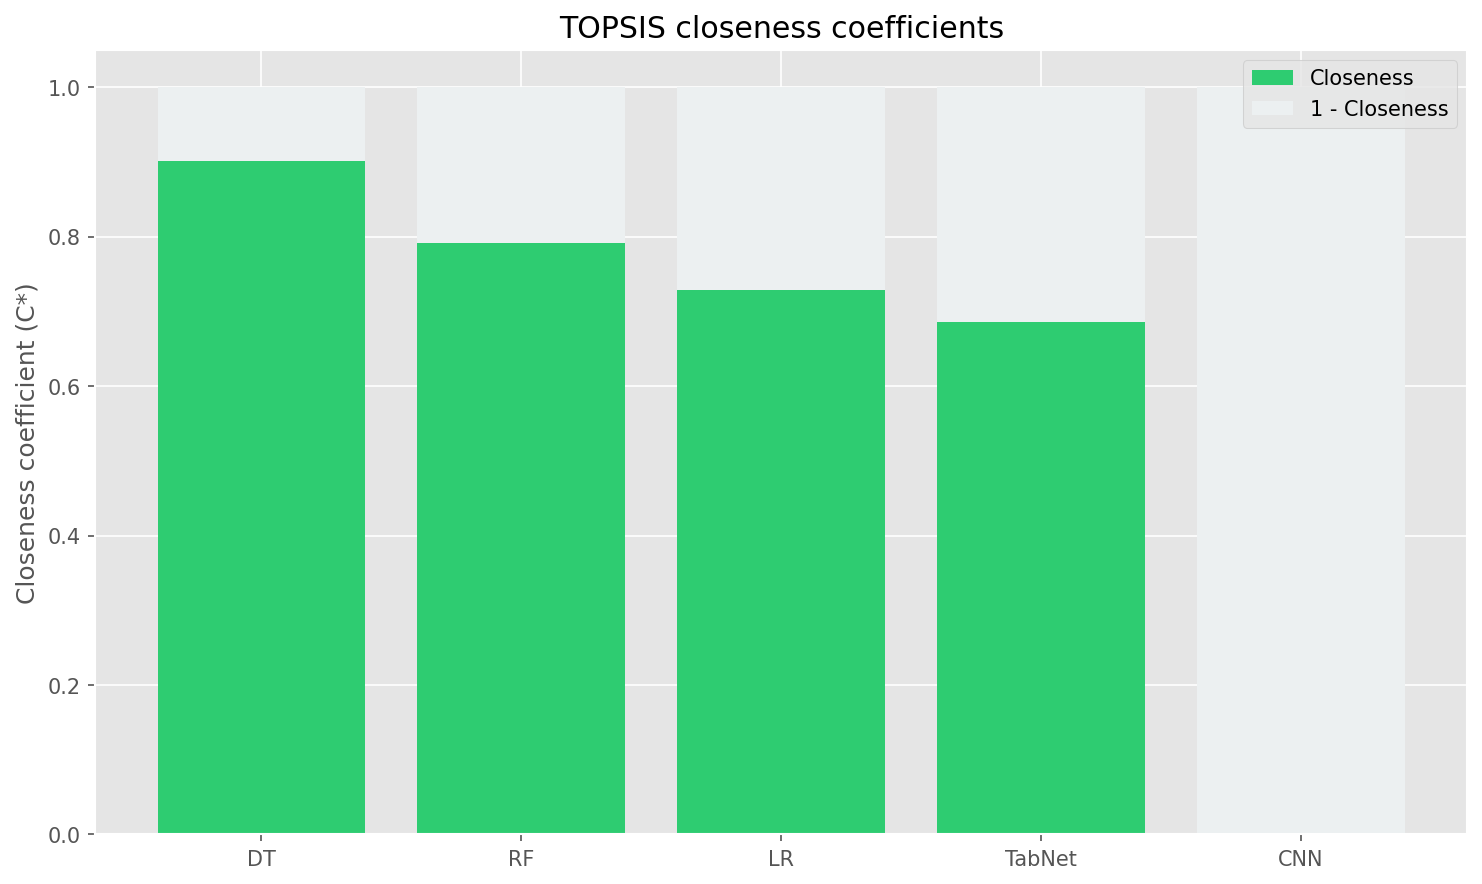 TOPSIS closeness coefficients
Closeness
1 - Closeness
Closeness coefficient (C*)
1.0
0.8
0.6
0.4
0.2
0.0
DT
RF
LR
TabNet
CNN